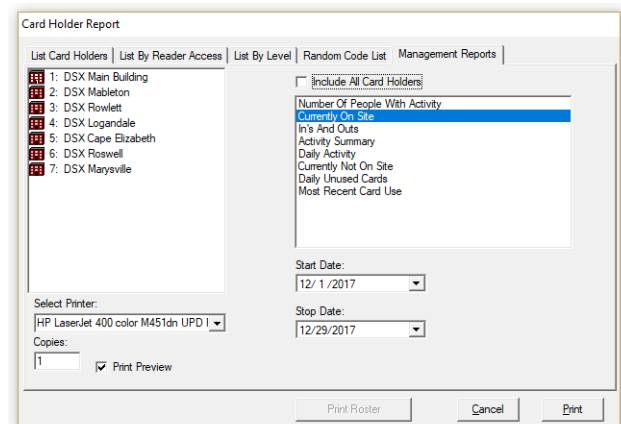 Card Holder Report
List Card Holders List By Reader Access List By Level Random Code List Management Reports
1: DSX Main Building
2: DSX Mableton
3: DSX Rowlett
4: DSX Logandale
5: DSX Cape Elizabeth
6: DSX Roswell
7: DSX Marysville
Include All Card Holders
Number Of People With Activity
Currently On Site
In's And Outs
Activity Summary
Daily Activity
Currently Not On Site
Daily Unused Cards
Most Recent Card Use
Start Date:
12/ 1 /2017
Stop Date:
12/29/2017
Select Printer:
HP LaserJet 400 color M451dn UPD
Copies:
1
Print Preview
Print Roster Cancel Print